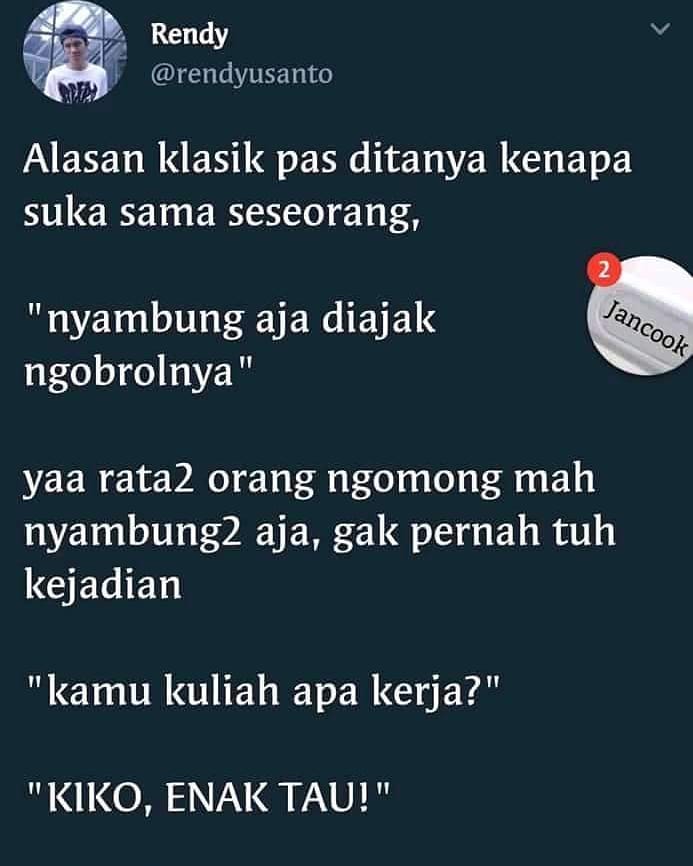 Rendy
@rendyusanto
Alasan klasik pas ditanya kenapa
suka sama seseorang,
"nyambung aja diajak
ngobrolnya"
2
Jancook
yaa rata2 orang ngomong mah
nyambung2 aja, gak pernah tuh
kejadian
"kamu kuliah apa kerja?"
"KIKO, ENAK TAU!"